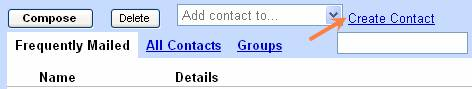 Compose Delete Add contact to... Create Contact
Frequently Mailed All Contacts Groups
Name Details